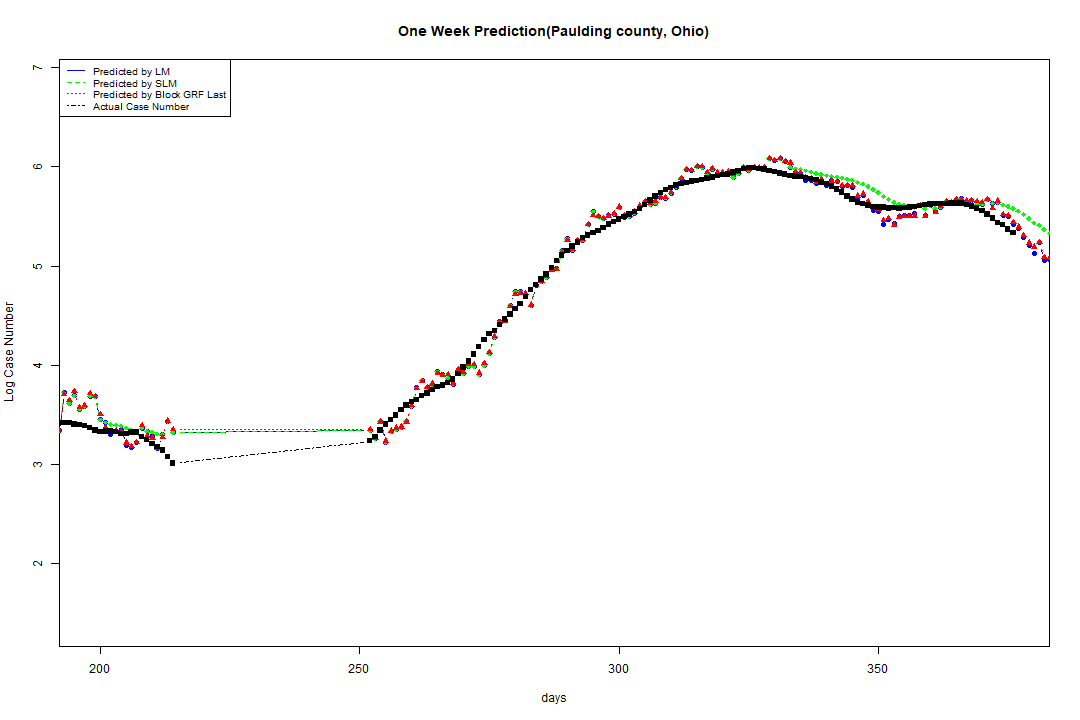 One Week Prediction(Paulding county, Ohio)
Predicted by LM
Predicted by SLM
Predicted by Block GRF Last
Actual Case Number
7
6
5
4
3
2
Log Case Number
200
250
300
350
days